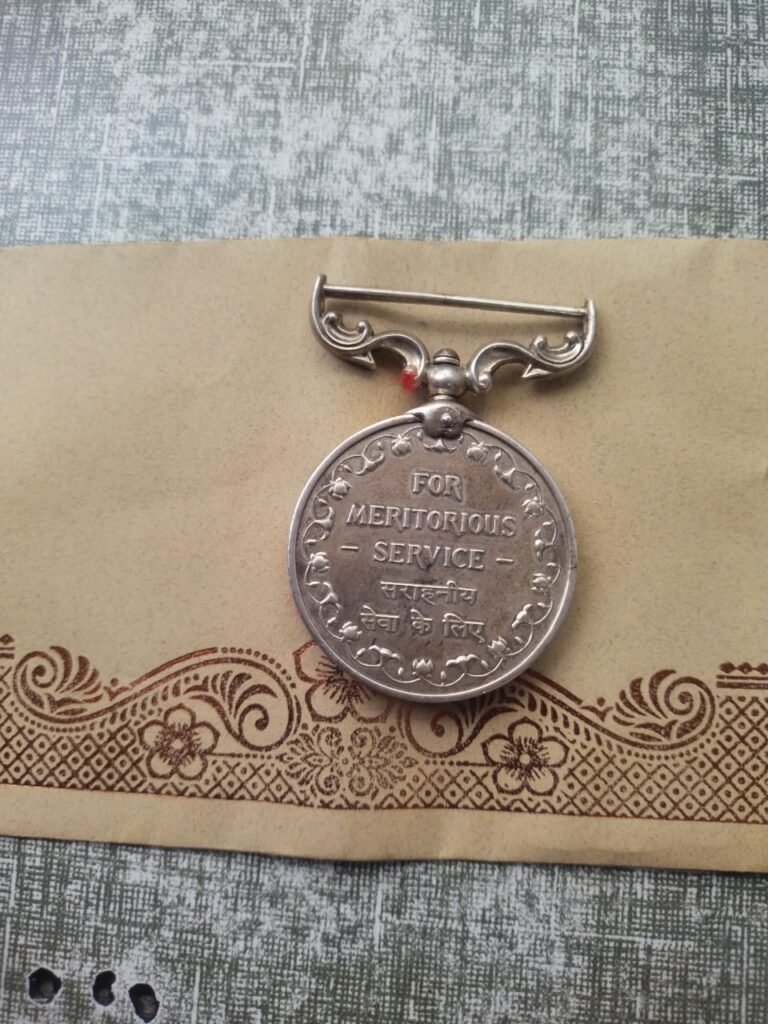 FOR
MERITORIOUS
– SERVICE –
सराहनीय
सेवा के लिए